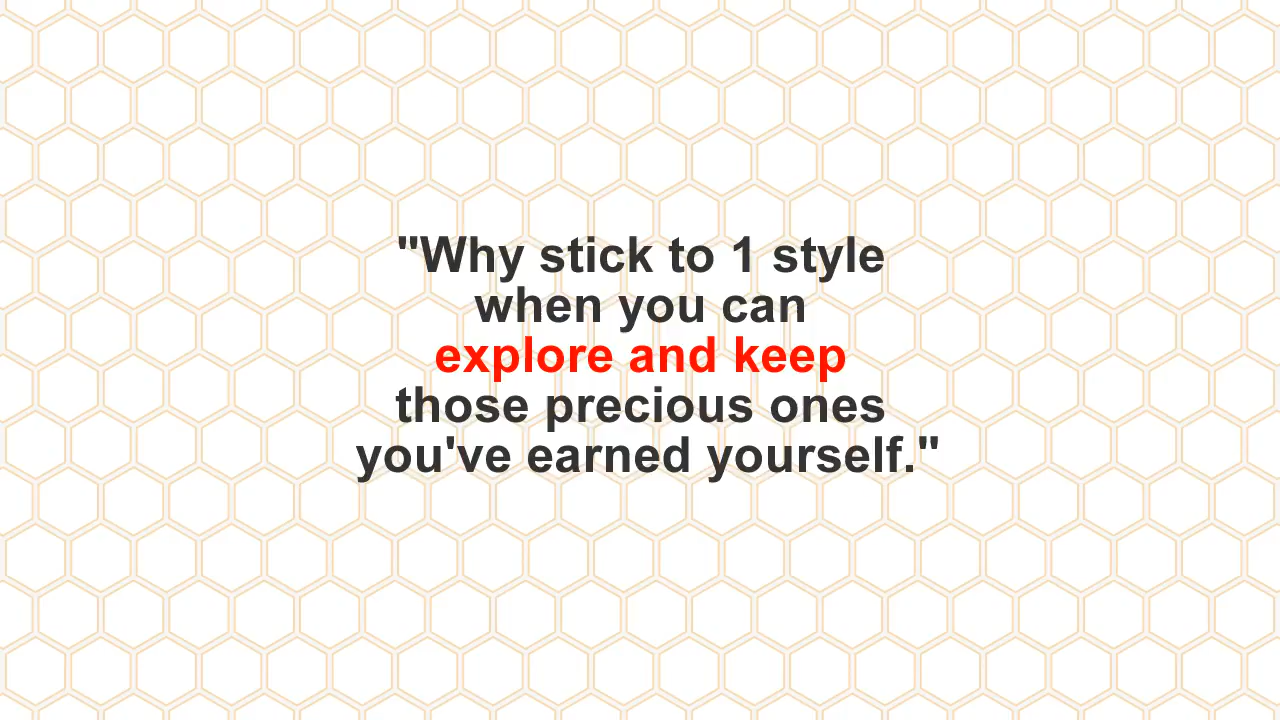 "Why stick to 1 style
when you can
explore and keep
those precious ones
you've earned yourself."